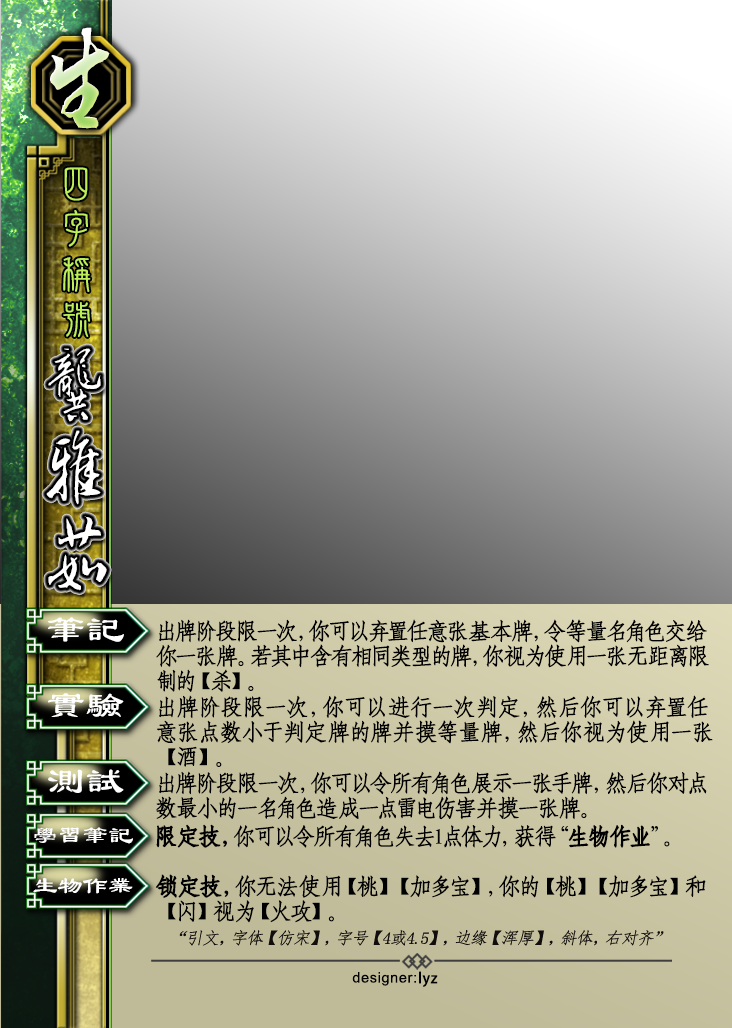 生
四字稱號
龔雅茹
筆記
出牌阶段限一次，你可以弃置任意张基本牌，令等量名角色交给
你一张牌。若其中含有相同类型的牌，你视为使用一张无距离限
制的【杀】。
實驗
出牌阶段限一次，你可以进行一次判定，然后你可以弃置任
意张点数小于判定牌的牌并摸等量牌，然后你视为使用一张
【酒】。
測試
出牌阶段限一次，你可以令所有角色展示一张手牌，然后你对点
数最小的一名角色造成一点雷电伤害并摸一张牌。
學習筆記
限定技，你可以令所有角色失去1点体力，获得“生物作业”。
生物作業
锁定技，你无法使用【桃】【加多宝】，你的【桃】【加多宝】和
【闪】视为【火攻】。
“引文，字体【仿宋】，字号【4或4.5】，边缘【浑厚】，斜体，右对齐”
designer:lyz